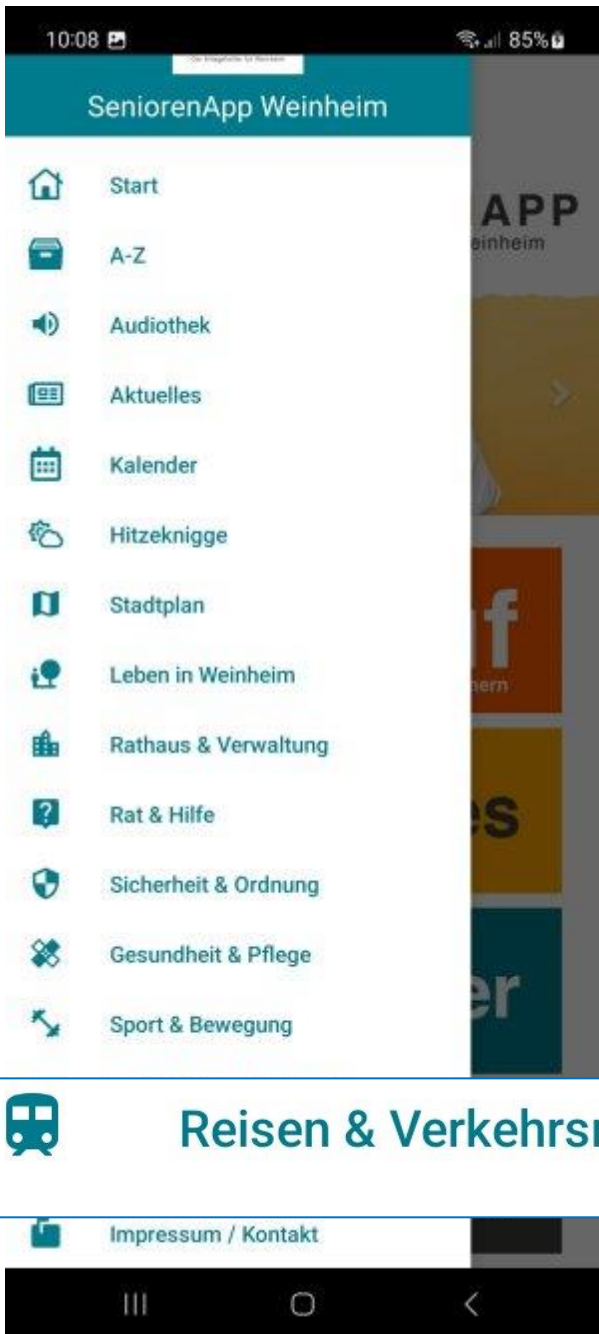 10:08
85%
SeniorenApp Weinheim
Start
APP
A-Z
einheim
Audiothek
Aktuelles
Kalender
Hitzeknigge
Stadtplan
f
Leben in Weinheim
nern
Rathaus & Verwaltung
s
Rat & Hilfe
Sicherheit & Ordnung
Gesundheit & Pflege
er
Sport & Bewegung
Reisen & Verkehrs
Impressum / Kontakt